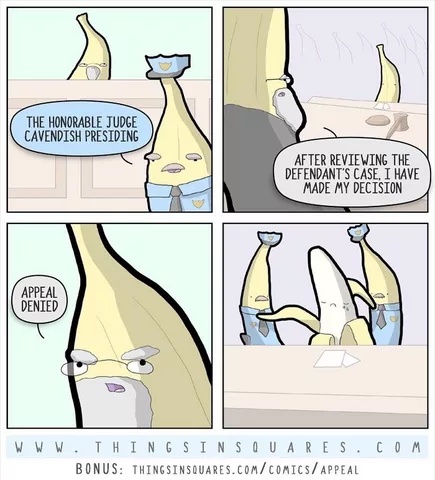 THE HONORABLE JUDGE
CAVENDISH PRESIDING
AFTER REVIEWING THE
DEFENDANT'S CASE, I HAVE
MADE MY DECISION
APPEAL
DENIED
WWW.THINGSINSQUARES.COM
BONUS: THINGSINSQUARES.COM/COMICS/APPEAL